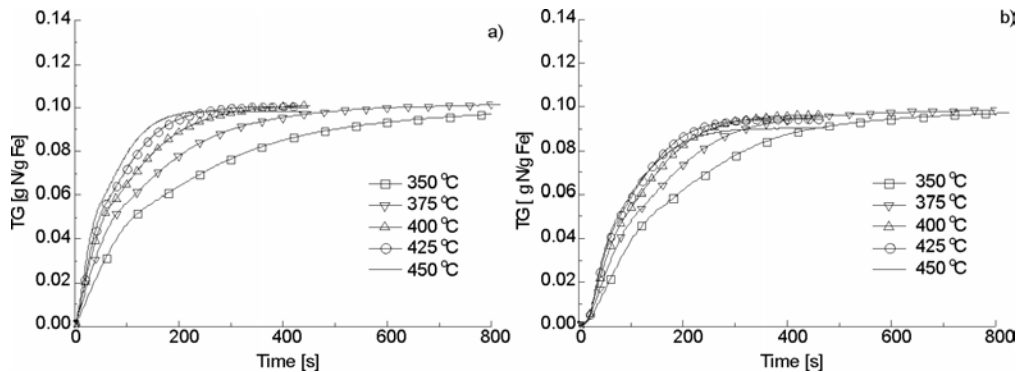 a)
0.14
0.12
0.10
0.08
0.06
0.04
0.02
0.00
TG [g N/g Fe]
350 °C
375 °C
400 °C
425 °C
450 °C
0 200 400 600 800
Time [s]
b)
0.14
0.12
0.10
0.08
0.06
0.04
0.02
0.00
TG [ g N/g Fe]
350 °C
375 °C
400 °C
425 °C
450 °C
0 200 400 600 800
Time [s]